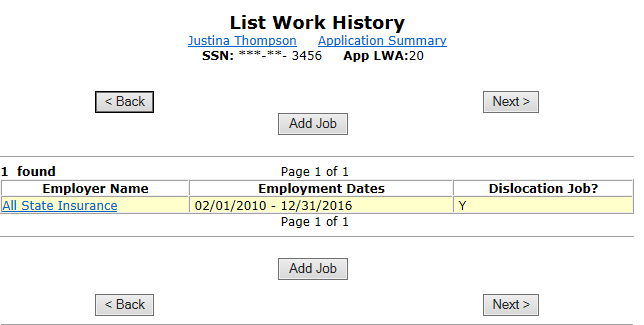 List Work History
Justina Thompson Application Summary
SSN: ***-**- 3456 App LWA:20
< Back Next >
Add Job
1 found Page 1 of 1
Employer Name Employment Dates Dislocation Job?
All State Insurance 02/01/2010 - 12/31/2016 Y
Page 1 of 1
Add Job
< Back Next >